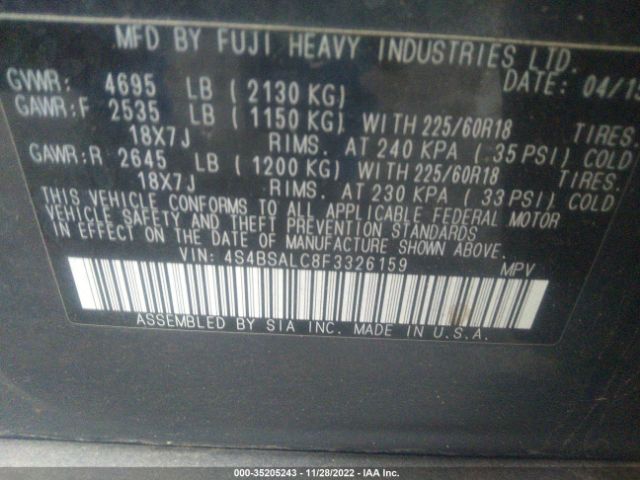 MFD BY FUJI HEAVY INDUSTRIES LTD.
GVWR: 4695 LB ( 2130 KG) DATE: 04/15
GAWR:F 2535 LB ( 1150 KG) WITH 225/60R18 TIRES.
18X7J RIMS. AT 240 KPA ( 35 PSI) COLD
GAWR:R 2645 LB ( 1200 KG) WITH 225/60R18 TIRES.
18X7J RIMS. AT 230 KPA ( 33 PSI) COLD
THIS VEHICLE CONFORMS TO ALL APPLICABLE FEDERAL MOTOR
VEHICLE SAFETY AND THEFT PREVENTION STANDARDS
IN EFFECT ON THE DATE OF MANUFACTURE SHOWN ABOVE.
VIN: 4S4BSALC8F3326159 MPV
ASSEMBLED BY SIA INC. MADE IN U.S.A.
000-35205243 - 11/28/2022 - IAA Inc.